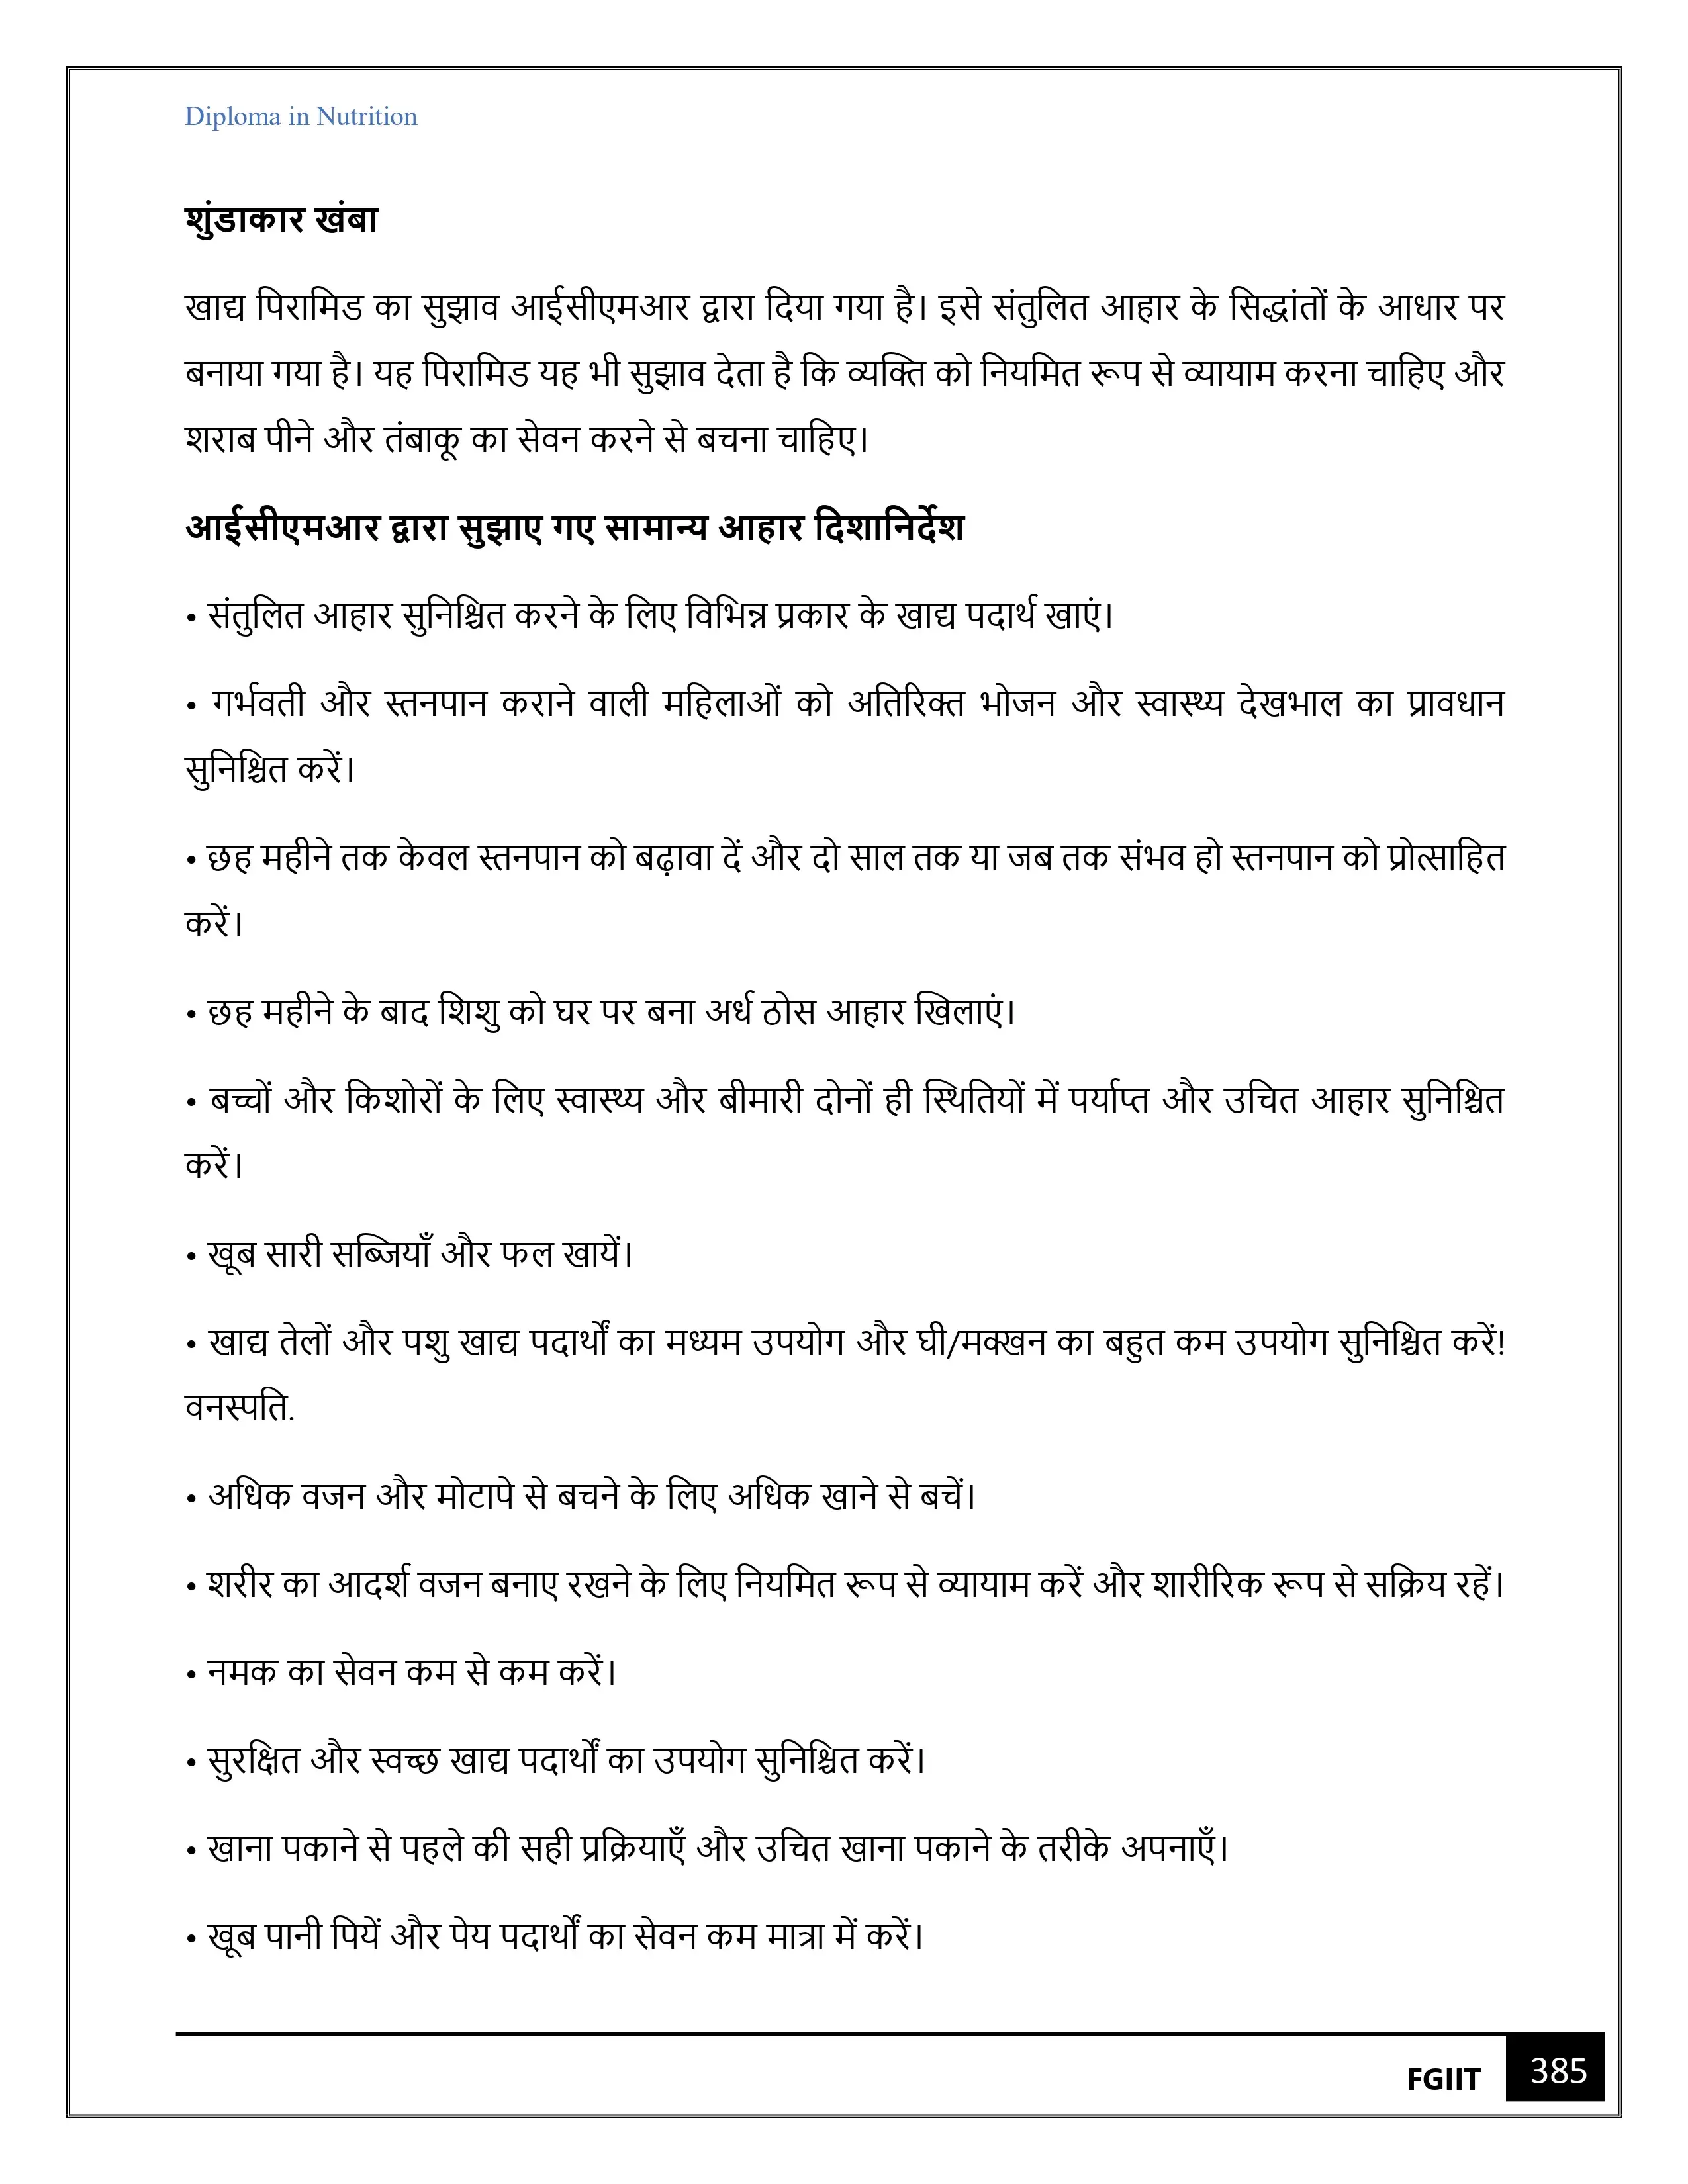 Diploma in Nutrition
शुंडाकार खंबा
खाद्य पिरामिड का सुझाव आईसीएमआर द्वारा दिया गया है। इसे संतुलित आहार के सिद्धांतों के आधार पर
बनाया गया है। यह पिरामिड यह भी सुझाव देता है कि व्यक्ति को नियमित रूप से व्यायाम करना चाहिए और
शराब पीने और तंबाकू का सेवन करने से बचना चाहिए।
आईसीएमआर द्वारा सुझाए गए सामान्य आहार दिशानिर्देश
• संतुलित आहार सुनिश्चित करने के लिए विभिन्न प्रकार के खाद्य पदार्थ खाएं।
• गर्भवती और स्तनपान कराने वाली महिलाओं को अतिरिक्त भोजन और स्वास्थ्य देखभाल का प्रावधान
सुनिश्चित करें।
• छह महीने तक केवल स्तनपान को बढ़ावा दें और दो साल तक या जब तक संभव हो स्तनपान को प्रोत्साहित
करें।
• छह महीने के बाद शिशु को घर पर बना अर्ध ठोस आहार खिलाएं।
• बच्चों और किशोरों के लिए स्वास्थ्य और बीमारी दोनों ही स्थितियों में पर्याप्त और उचित आहार सुनिश्चित
करें।
• खूब सारी सब्जियाँ और फल खायें।
• खाद्य तेलों और पशु खाद्य पदार्थों का मध्यम उपयोग और घी/मक्खन का बहुत कम उपयोग सुनिश्चित करें!
वनस्पति.
• अधिक वजन और मोटापे से बचने के लिए अधिक खाने से बचें।
• शरीर का आदर्श वजन बनाए रखने के लिए नियमित रूप से व्यायाम करें और शारीरिक रूप से सक्रिय रहें।
• नमक का सेवन कम से कम करें।
• सुरक्षित और स्वच्छ खाद्य पदार्थों का उपयोग सुनिश्चित करें।
• खाना पकाने से पहले की सही प्रक्रियाएँ और उचित खाना पकाने के तरीके अपनाएँ।
• खूब पानी पियें और पेय पदार्थों का सेवन कम मात्रा में करें।
FGIIT 385